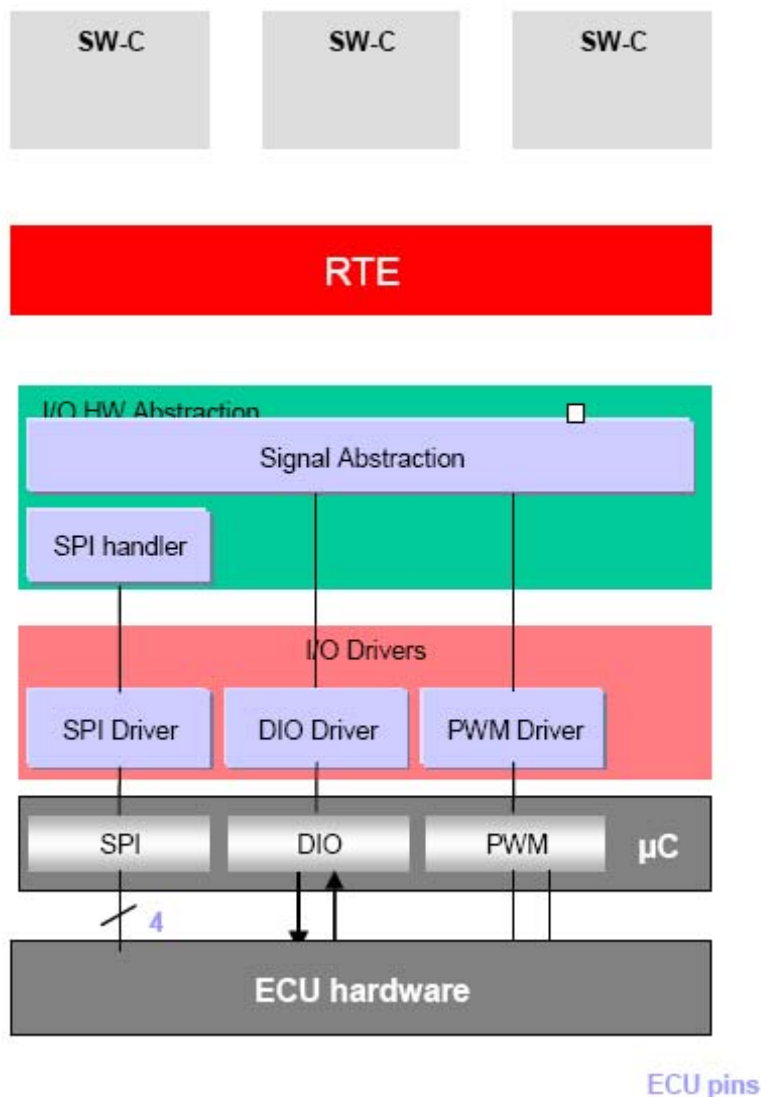 SW-C SW-C SW-C
RTE
I/O HW Abstraction
Signal Abstraction
SPI handler
I/O Drivers
SPI Driver DIO Driver PWM Driver
SPI DIO PWM µC
4
ECU hardware
ECU pins